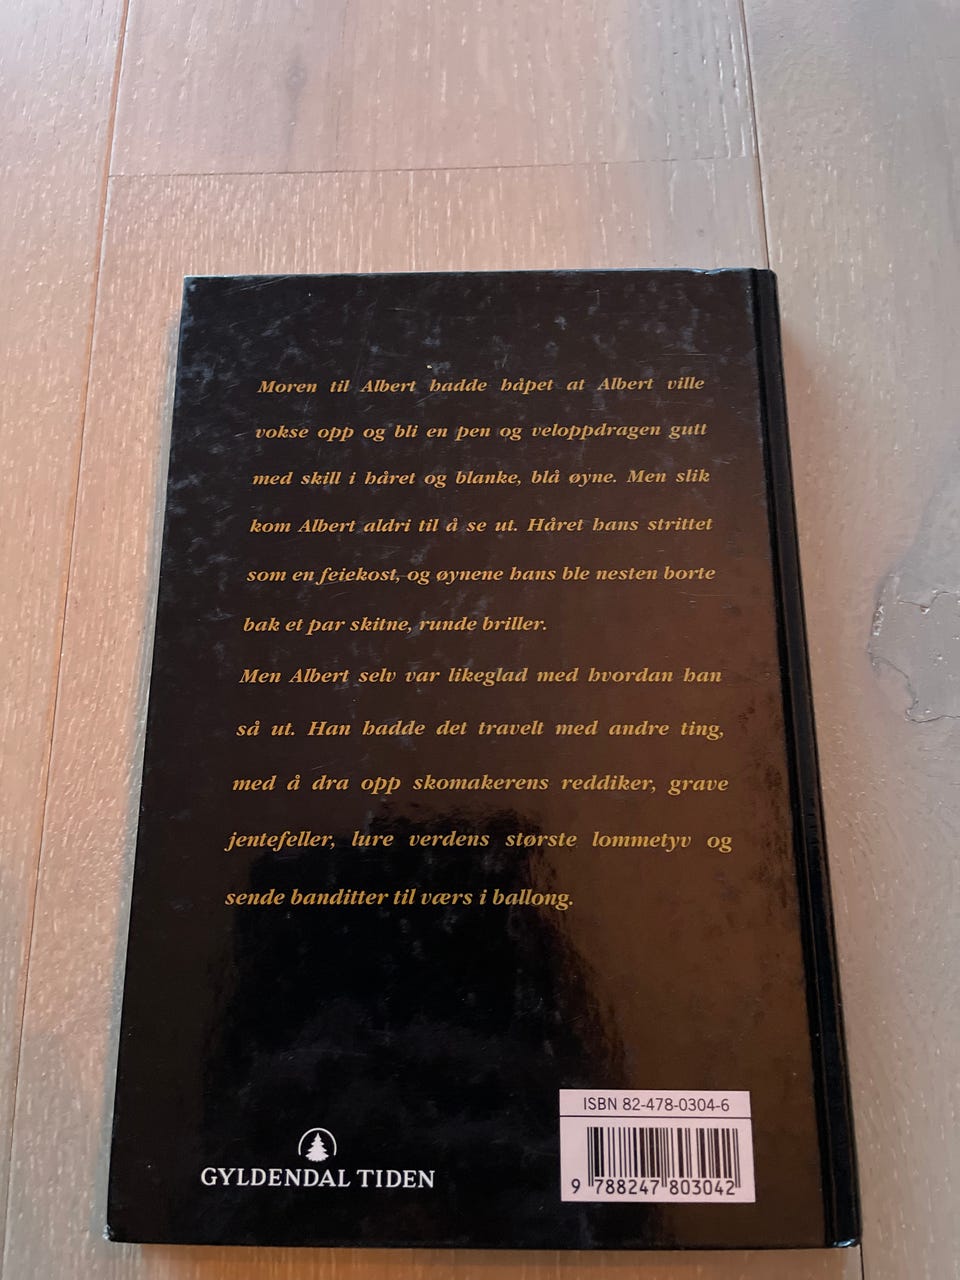 Moren til Albert hadde håpet at Albert ville
vokse opp og bli en pen og veloppdragen gutt
med skill i håret og blanke, blå øyne. Men slik
kom Albert aldri til å se ut. Håret hans strittet
som en feiekost, og øynene hans ble nesten borte
bak et par skitne, runde briller.
Men Albert selv var likeglad med hvordan han
så ut. Han hadde det travelt med andre ting,
med å dra opp skomakerens reddiker, grave
jentefeller, lure verdens største lommetyv og
sende banditter til værs i ballong.
ISBN 82-478-0304-6
GYLDENDAL TIDEN
9 788247 803042